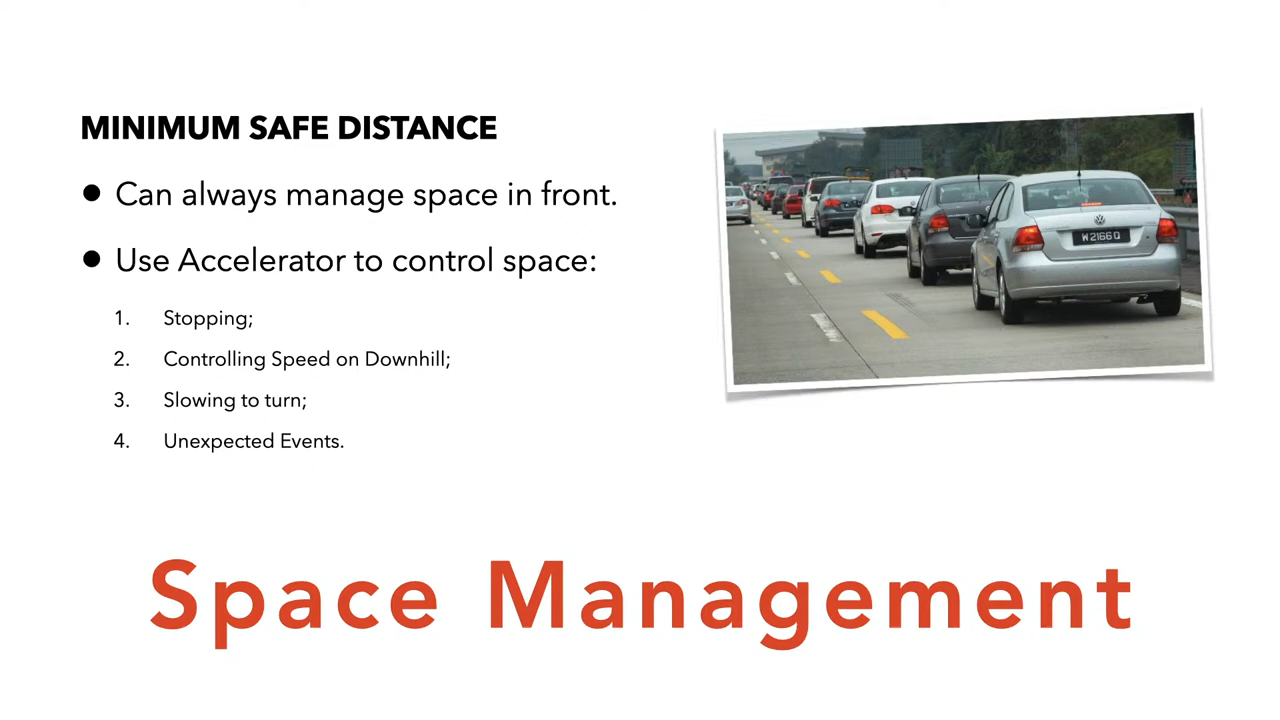 MINIMUM SAFE DISTANCE
● Can always manage space in front.
● Use Accelerator to control space:
1. Stopping;
2. Controlling Speed on Downhill;
3. Slowing to turn;
4. Unexpected Events.
W2166Q
Space Management